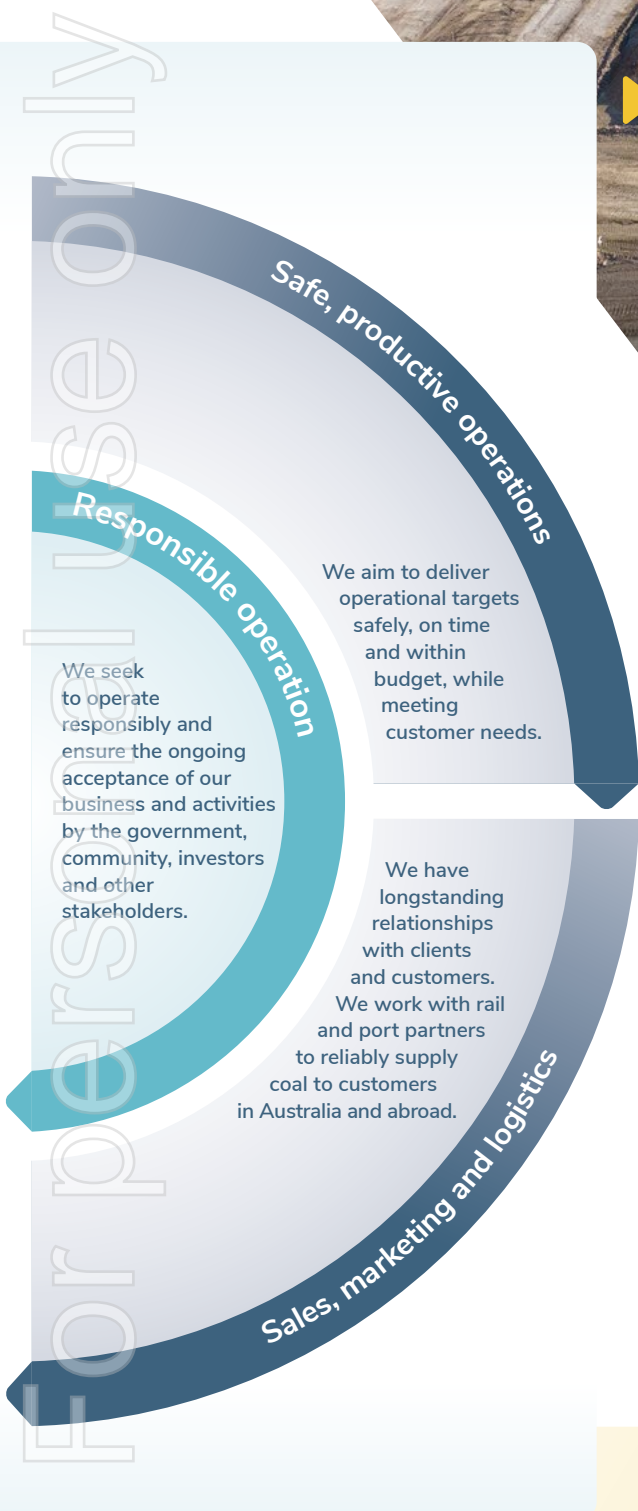 For personal use only
Safe, productive operations
We aim to deliver
operational targets
safely, on time
and within
budget, while
meeting
customer needs.
Responsible operation
We seek
to operate
responsibly and
ensure the ongoing
acceptance of our
business and activities
by the government,
community, investors
and other
stakeholders.
We have
longstanding
relationships
with clients
and customers.
We work with rail
and port partners
to reliably supply
coal to customers
in Australia and abroad.
Sales, marketing and logistics